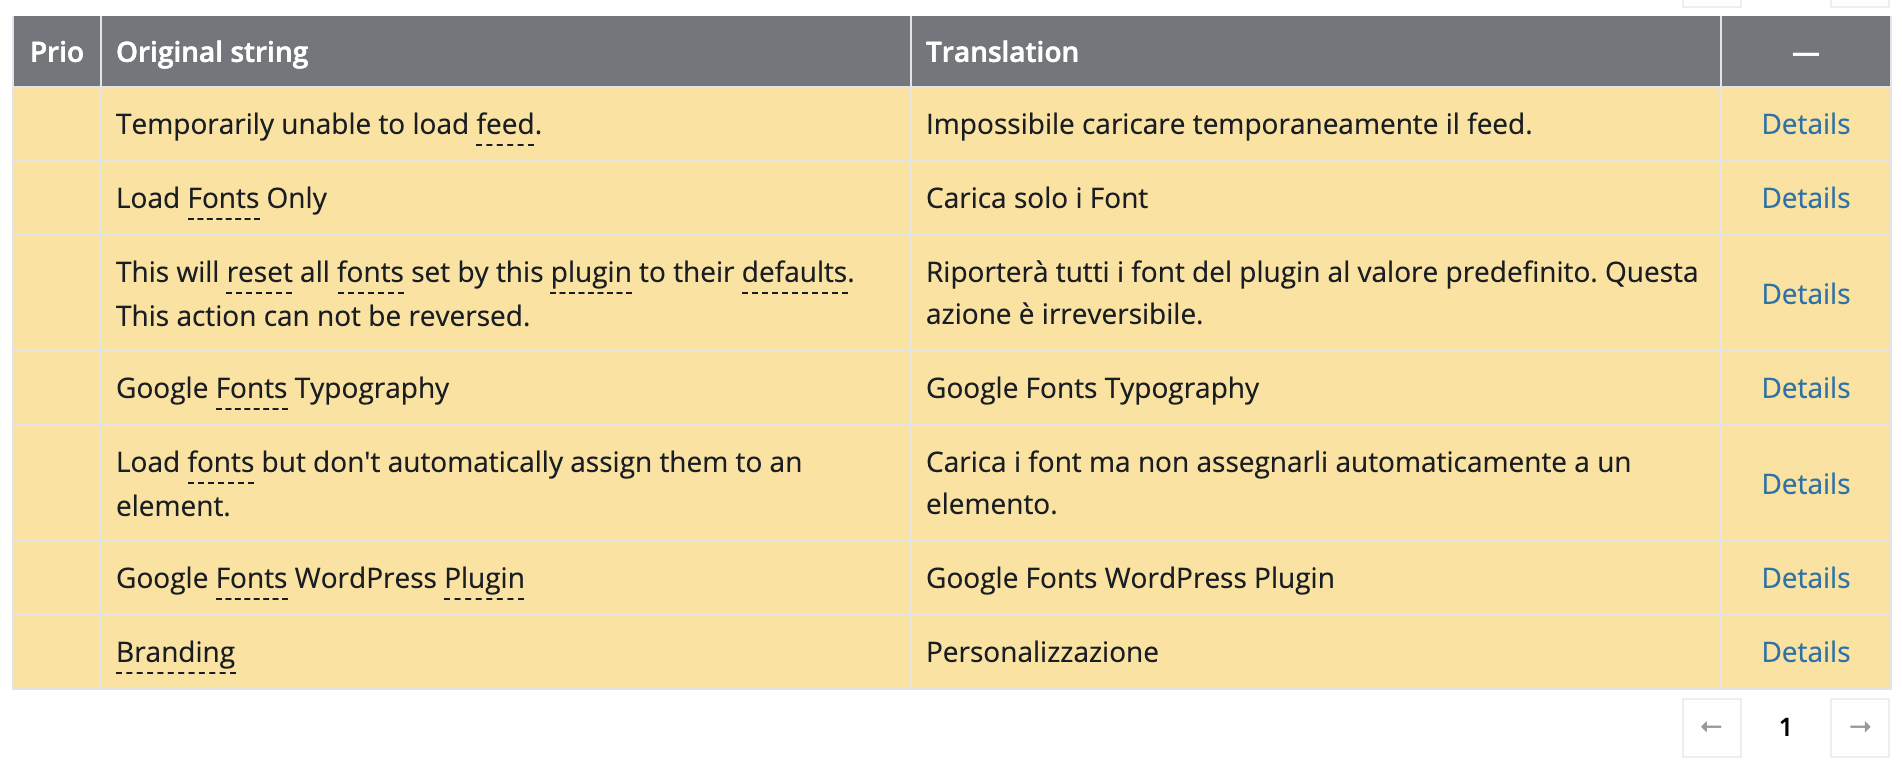 Prio Original string Translation —
Temporarily unable to load feed. Impossibile caricare temporaneamente il feed. Details
Load Fonts Only Carica solo i Font Details
This will reset all fonts set by this plugin to their defaults.
This action can not be reversed.
Riporterà tutti i font del plugin al valore predefinito. Questa
azione è irreversibile.
Details
Google Fonts Typography Google Fonts Typography Details
Load fonts but don't automatically assign them to an
element.
Carica i font ma non assegnarli automaticamente a un
elemento.
Details
Google Fonts WordPress Plugin Google Fonts WordPress Plugin Details
Branding Personalizzazione Details
← 1 →